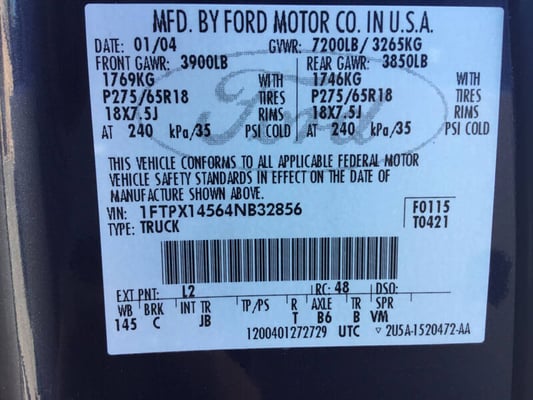 MFD. BY FORD MOTOR CO. IN U.S.A.
DATE: 01/04 GVWR: 7200LB/ 3265KG
FRONT GAWR: 3900LB REAR GAWR: 3850LB
1769KG WITH 1746KG WITH
P275/65R18 TIRES P275/65R18 TIRES
18X7.5J RIMS 18X7.5J RIMS
AT 240 kPa/35 PSI COLD AT 240 kPa/35 PSI COLD
Ford
THIS VEHICLE CONFORMS TO ALL APPLICABLE FEDERAL MOTOR
VEHICLE SAFETY STANDARDS IN EFFECT ON THE DATE OF
MANUFACTURE SHOWN ABOVE.
VIN: 1FTPX14564NB32856 F0115
TYPE: TRUCK T0421
EXT PNT: L2 RC: 48 DSO:
WB BRK INT TR TP/PS R AXLE TR SPR
145 C JB T B6 B VM
1200401272729 UTC 2U5A-1520472-AA